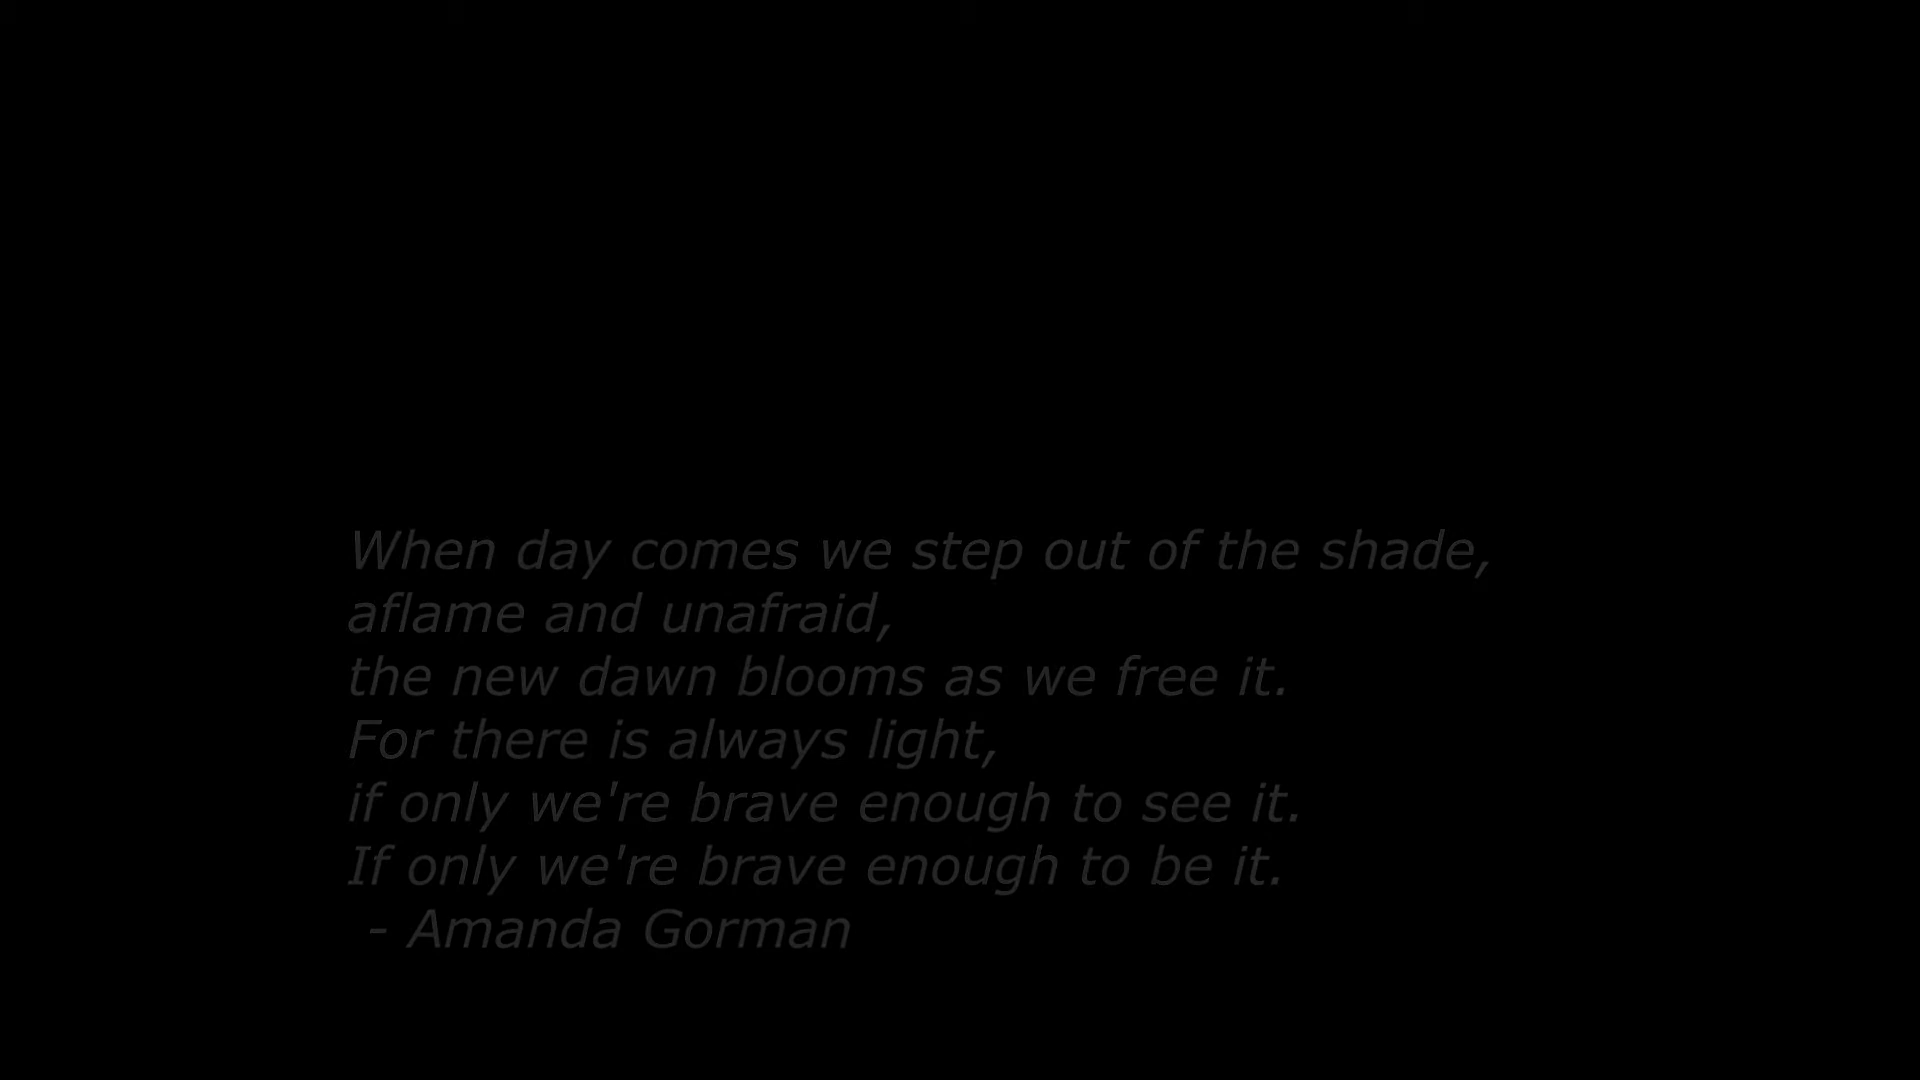 When day comes we step out of the shade,
aflame and unafraid,
the new dawn blooms as we free it.
For there is always light,
if only we're brave enough to see it.
If only we're brave enough to be it.
- Amanda Gorman